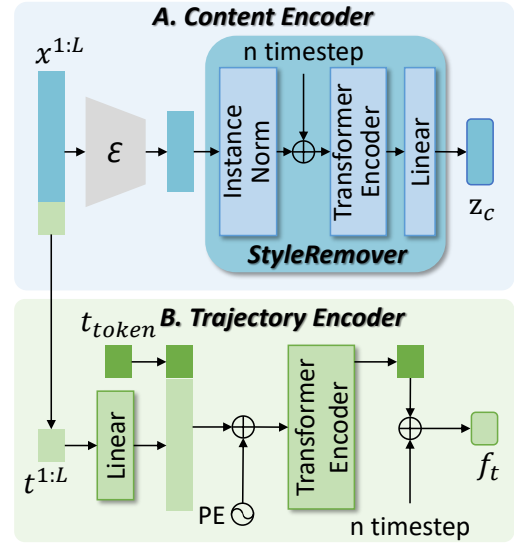 A. Content Encoder
x^{1:L}
n timestep
ε
Instance
Norm
Transformer
Encoder
Linear
z_c
StyleRemover
B. Trajectory Encoder
t_{token}
Linear
Transformer
Encoder
t^{1:L}
f_t
PE
n timestep